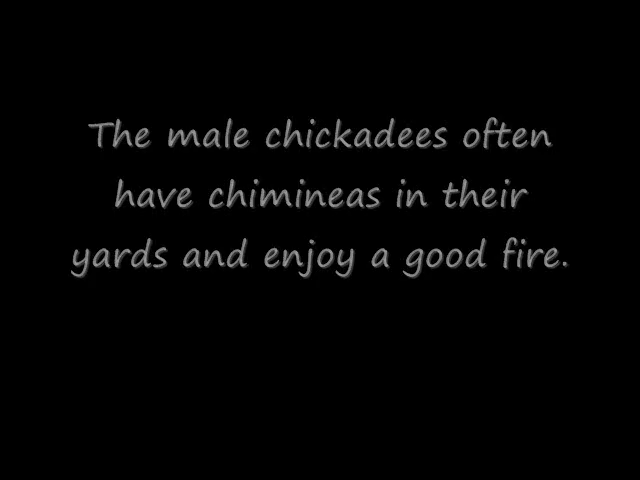 The male chickadees often
have chimineas in their
yards and enjoy a good fire.